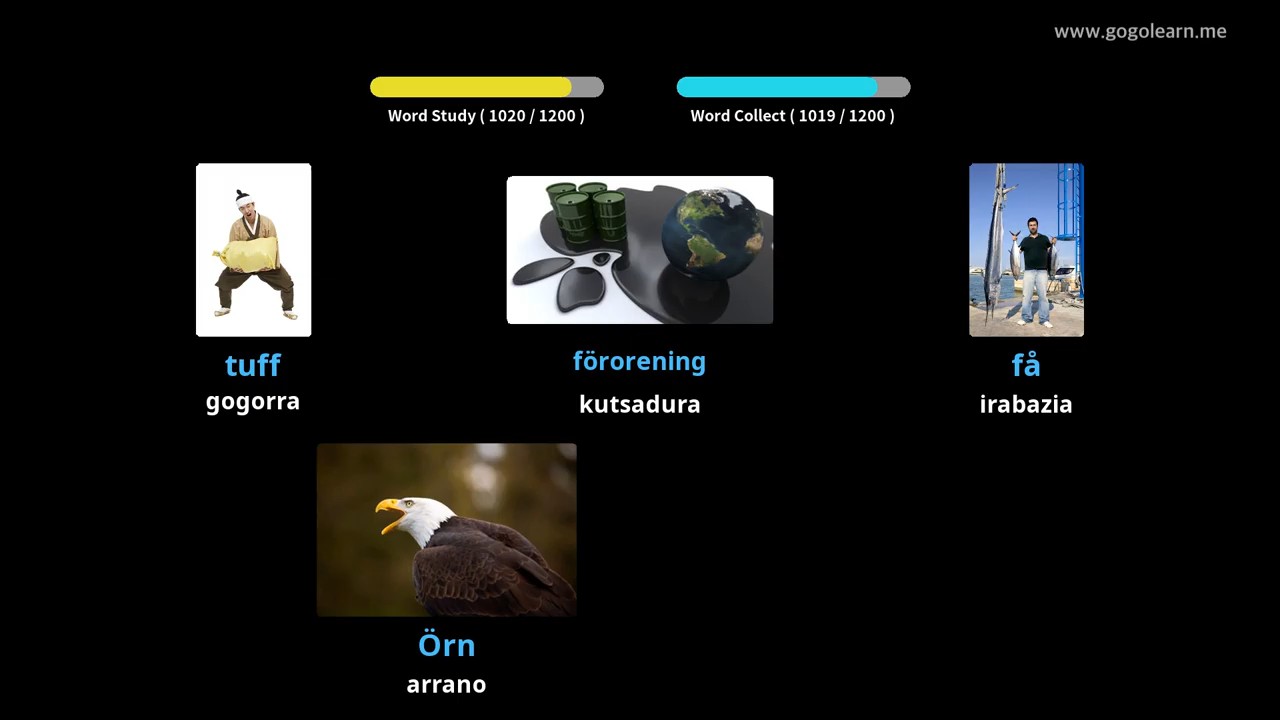 www.gogolearn.me
Word Study ( 1020 / 1200 )
Word Collect ( 1019 / 1200 )
tuff
gogorra
förorening
kutsadura
få
irabazia
Örn
arrano